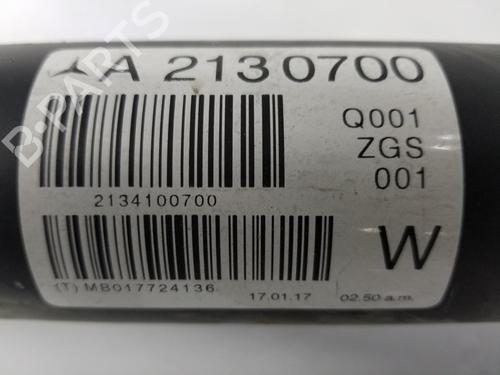 A 2130700
Q001
ZGS
001
2134100700
W
(T) MB017724136
17.01.17
02.50 a.m.
B-PARTS